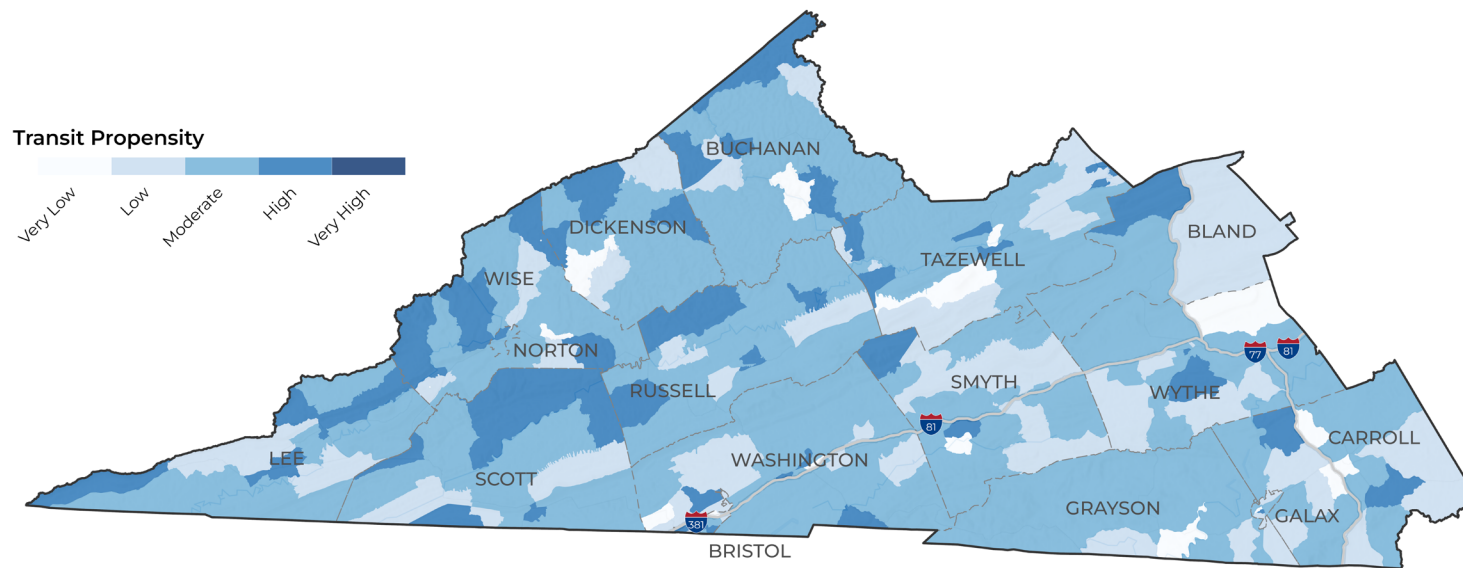 Transit Propensity
Very Low
Low
Moderate
High
Very High
BUCHANAN
DICKENSON
BLAND
TAZEWELL
WISE
NORTON
77
81
RUSSELL
SMYTH
WYTHE
81
CARROLL
LEE
WASHINGTON
SCOTT
GRAYSON
GALAX
381
BRISTOL